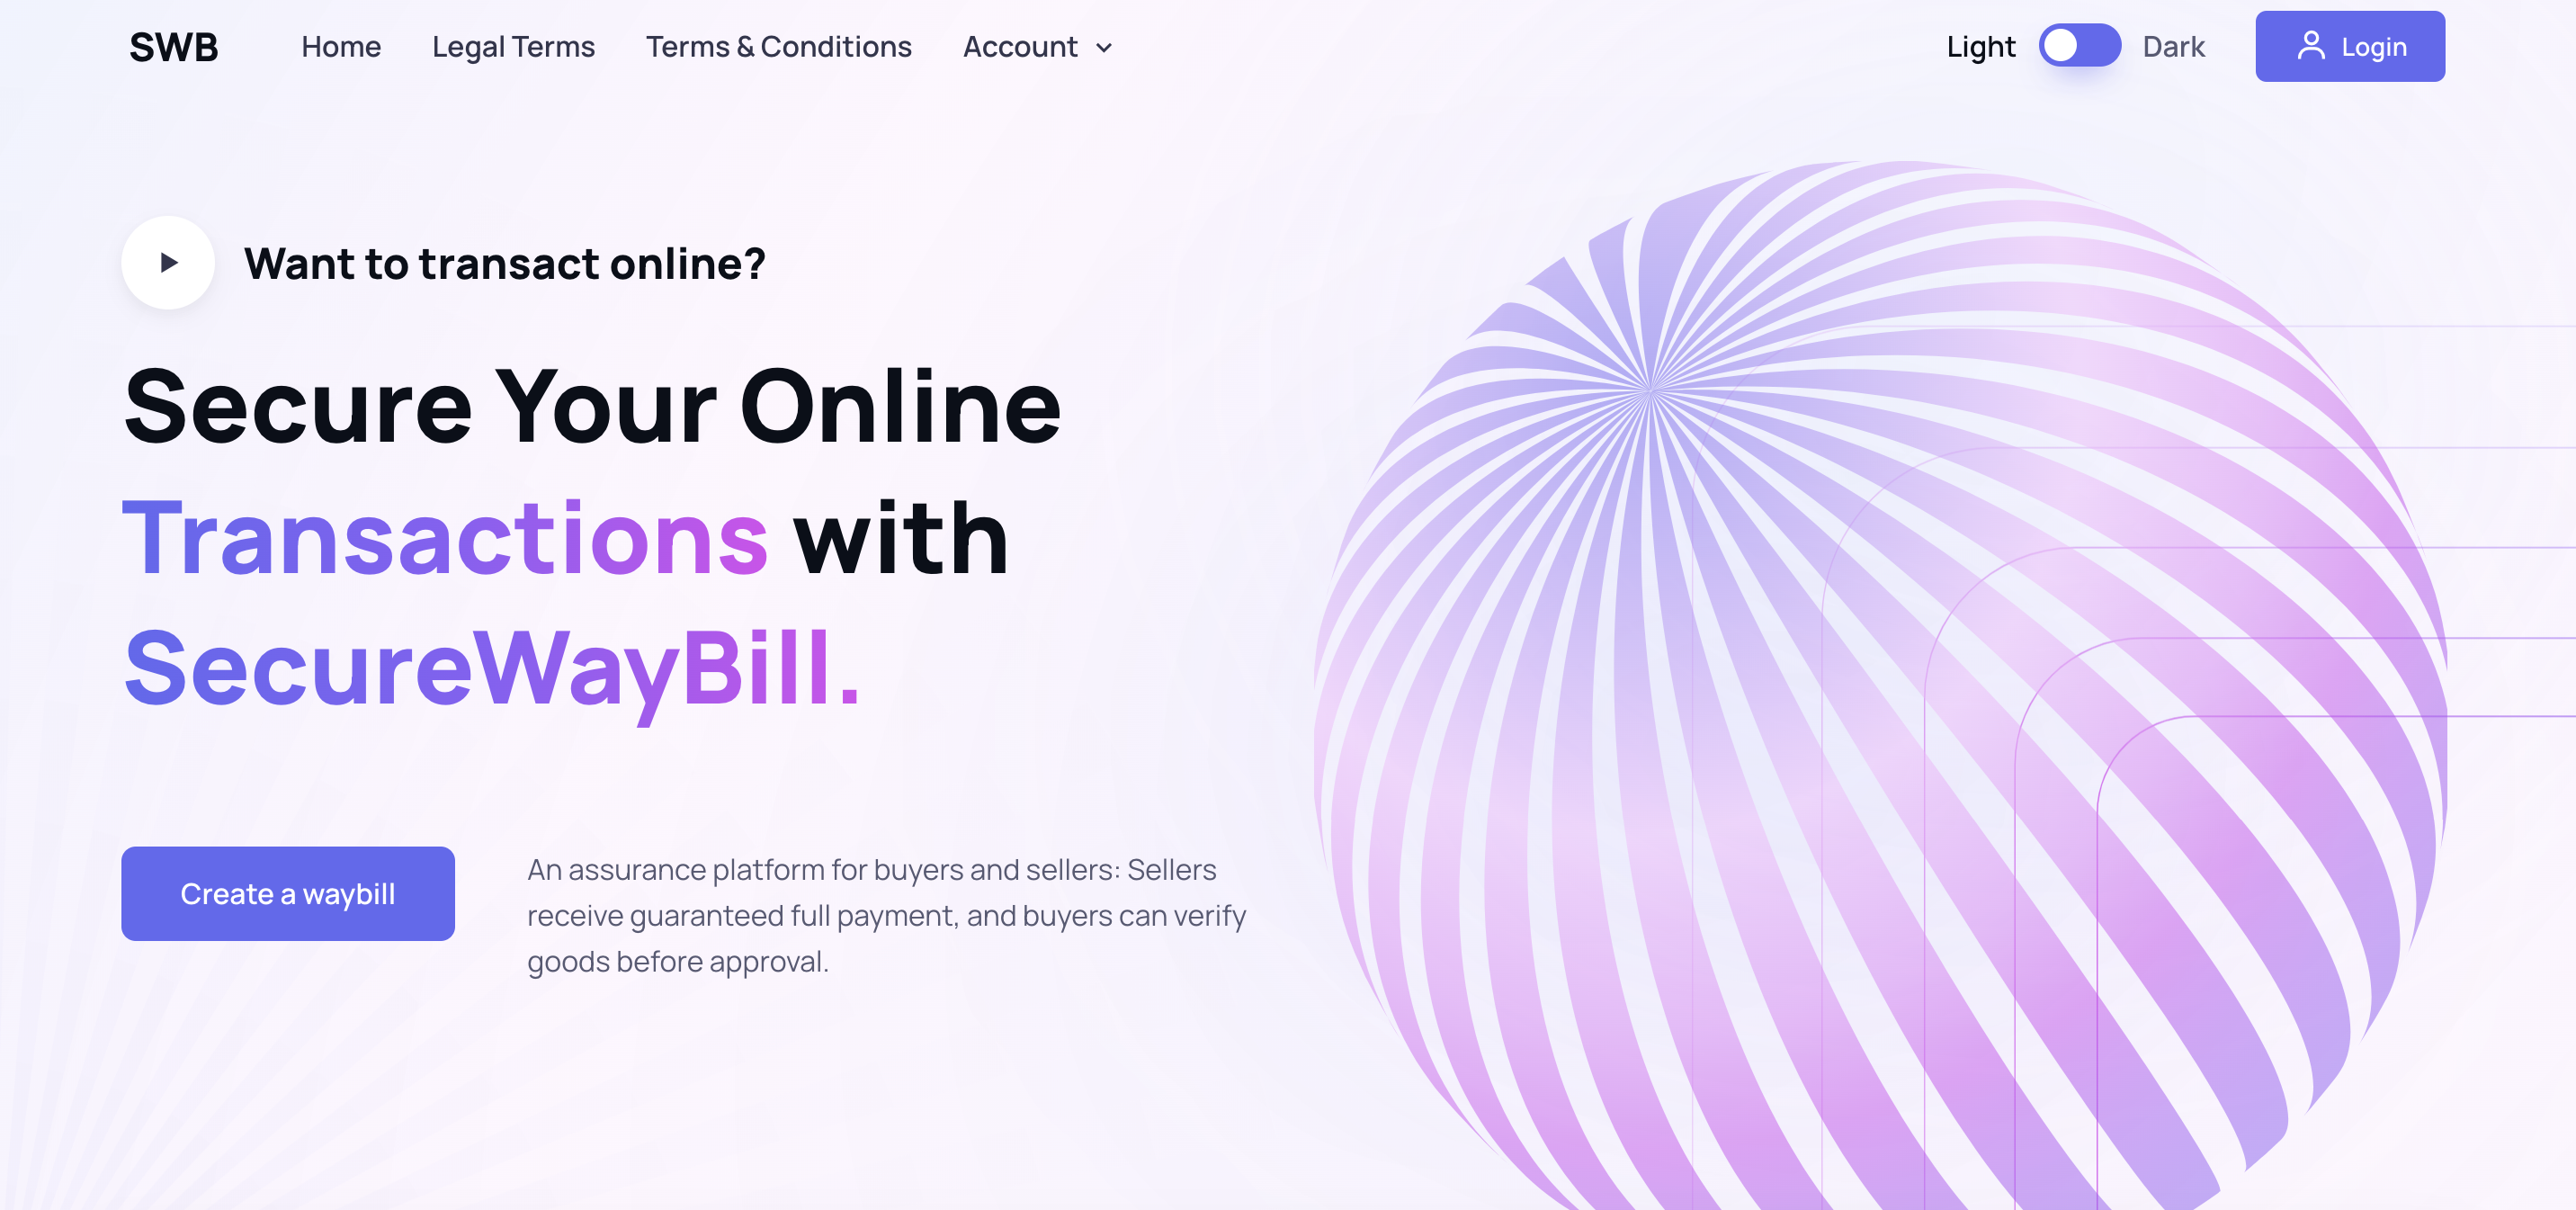 SWB
Home
Legal Terms
Terms & Conditions
Account
Light
Dark
Login
Want to transact online?
Secure Your Online
Transactions with
SecureWayBill.
Create a waybill
An assurance platform for buyers and sellers: Sellers
receive guaranteed full payment, and buyers can verify
goods before approval.